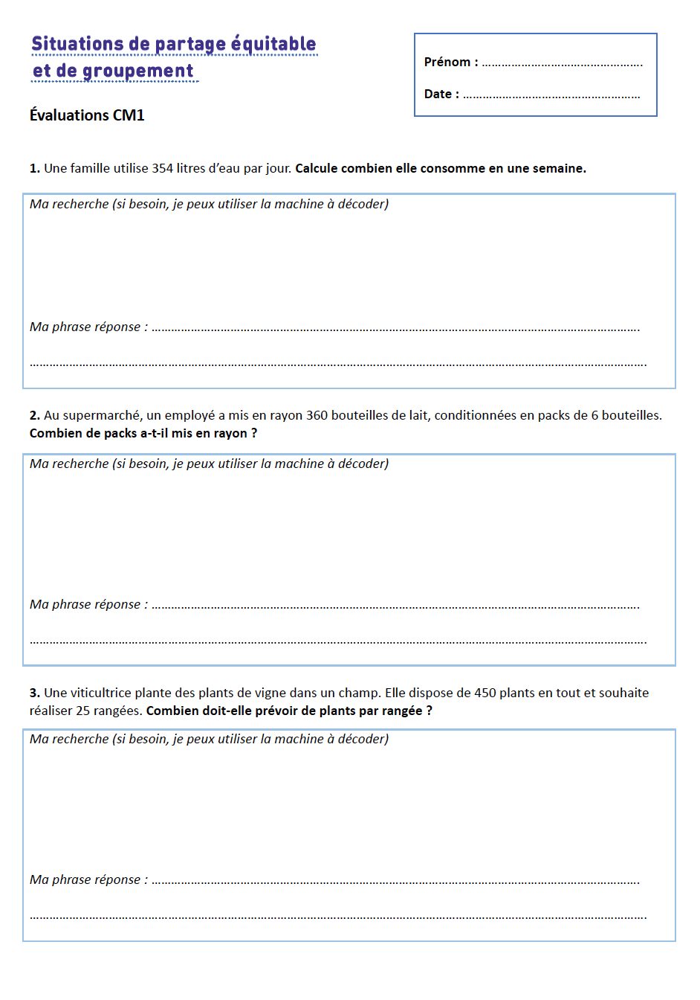 Situations de partage équitable
et de groupement
Prénom : ……………………………………………
Date : ………………………………………………
Évaluations CM1
1. Une famille utilise 354 litres d’eau par jour. Calcule combien elle consomme en une semaine.
Ma recherche (si besoin, je peux utiliser la machine à décoder)
Ma phrase réponse : ………………………………………………………………………………………………………………………………….
…………………………………………………………………………………………………………………………………………………………………….
2. Au supermarché, un employé a mis en rayon 360 bouteilles de lait, conditionnées en packs de 6 bouteilles.
Combien de packs a-t-il mis en rayon ?
Ma recherche (si besoin, je peux utiliser la machine à décoder)
Ma phrase réponse : ………………………………………………………………………………………………………………………………….
…………………………………………………………………………………………………………………………………………………………………….
3. Une viticultrice plante des plants de vigne dans un champ. Elle dispose de 450 plants en tout et souhaite
réaliser 25 rangées. Combien doit-elle prévoir de plants par rangée ?
Ma recherche (si besoin, je peux utiliser la machine à décoder)
Ma phrase réponse : ………………………………………………………………………………………………………………………………….
…………………………………………………………………………………………………………………………………………………………………….